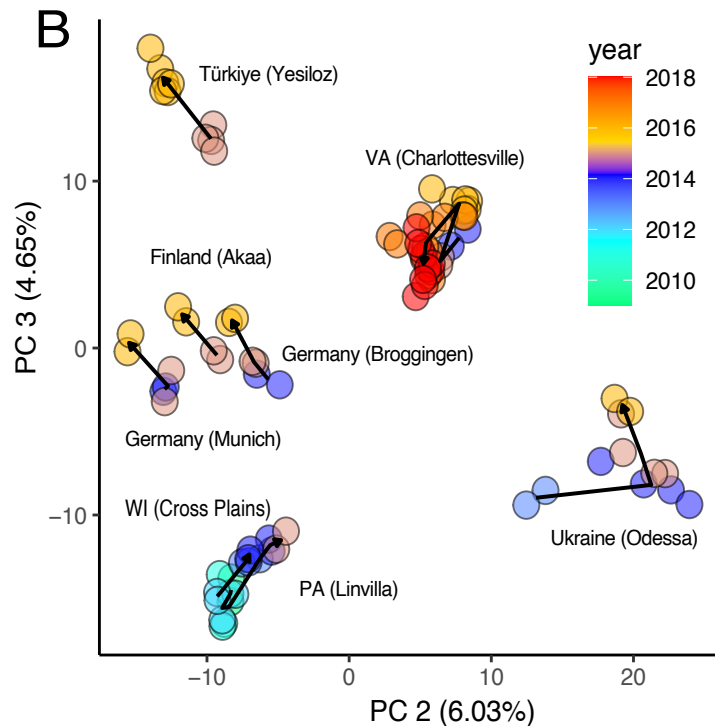 B
year
2018
2016
2014
2012
2010
Türkiye (Yesiloz)
VA (Charlottesville)
10
Finland (Akaa)
0
Germany (Broggingen)
Germany (Munich)
−10
WI (Cross Plains)
Ukraine (Odessa)
PA (Linvilla)
−10
0
10
20
PC 2 (6.03%)
PC 3 (4.65%)